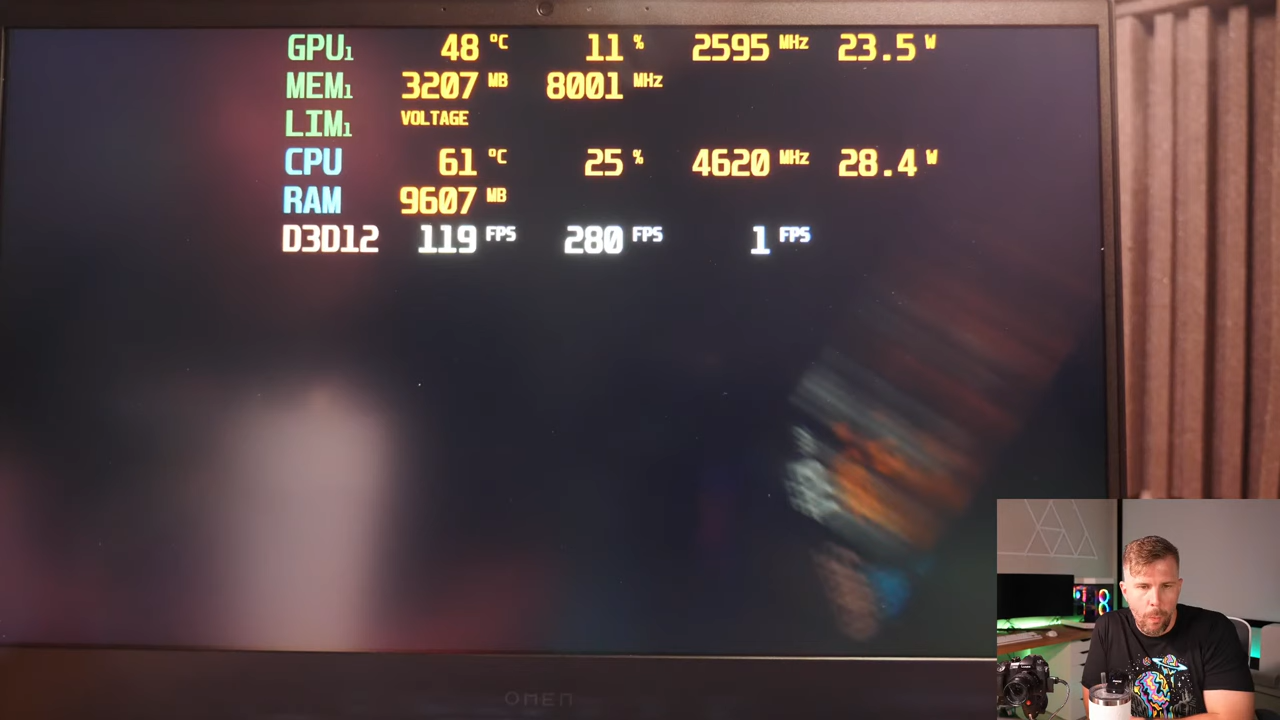 GPU1 48 °C 11 % 2595 MHz 23.5 W
MEM1 3207 MB 8001 MHz
LIM1 VOLTAGE
CPU 61 °C 25 % 4620 MHz 28.4 W
RAM 9607 MB
D3D12 119 FPS 280 FPS 1 FPS
OMEN